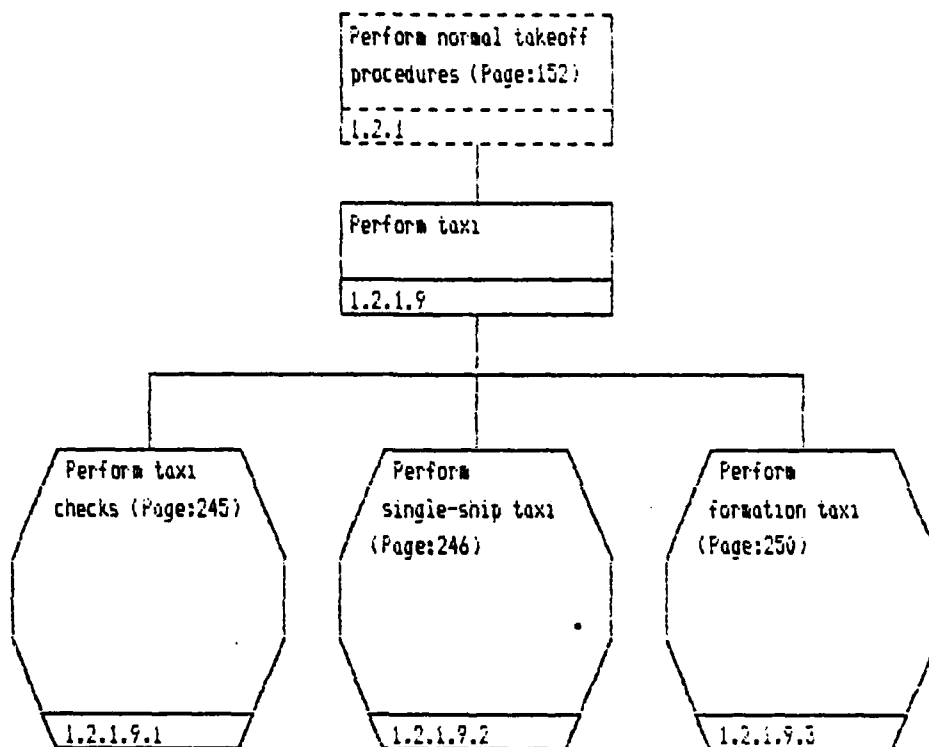 Perform normal takeoff
procedures (Page:152)
1.2.1
Perform taxi
1.2.1.9
Perform taxi
checks (Page:245)
1.2.1.9.1
Perform
single-ship taxi
(Page:246)
1.2.1.9.2
Perform
formation taxi
(Page:250)
1.2.1.9.3